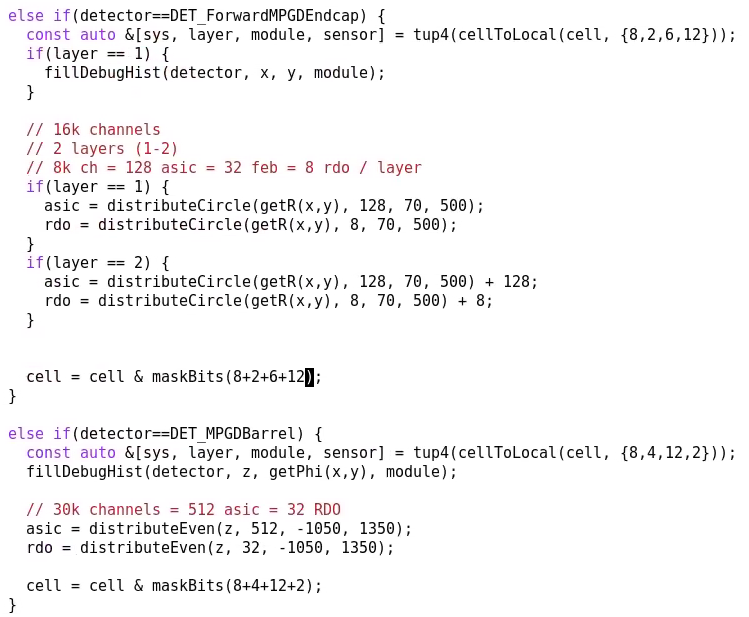 else if(detector==DET_ForwardMPGDEndcap) {
  const auto &[sys, layer, module, sensor] = tup4(cellToLocal(cell, {8,2,6,12}));
  if(layer == 1) {
    fillDebugHist(detector, x, y, module);
  }

  // 16k channels
  // 2 layers (1-2)
  // 8k ch = 128 asic = 32 feb = 8 rdo / layer
  if(layer == 1) {
    asic = distributeCircle(getR(x,y), 128, 70, 500);
    rdo = distributeCircle(getR(x,y), 8, 70, 500);
  }
  if(layer == 2) {
    asic = distributeCircle(getR(x,y), 128, 70, 500) + 128;
    rdo = distributeCircle(getR(x,y), 8, 70, 500) + 8;
  }


  cell = cell & maskBits(8+2+6+12);
}

else if(detector==DET_MPGDBarrel) {
  const auto &[sys, layer, module, sensor] = tup4(cellToLocal(cell, {8,4,12,2}));
  fillDebugHist(detector, z, getPhi(x,y), module);

  // 30k channels = 512 asic = 32 RDO
  asic = distributeEven(z, 512, -1050, 1350);
  rdo = distributeEven(z, 32, -1050, 1350);

  cell = cell & maskBits(8+4+12+2);
}